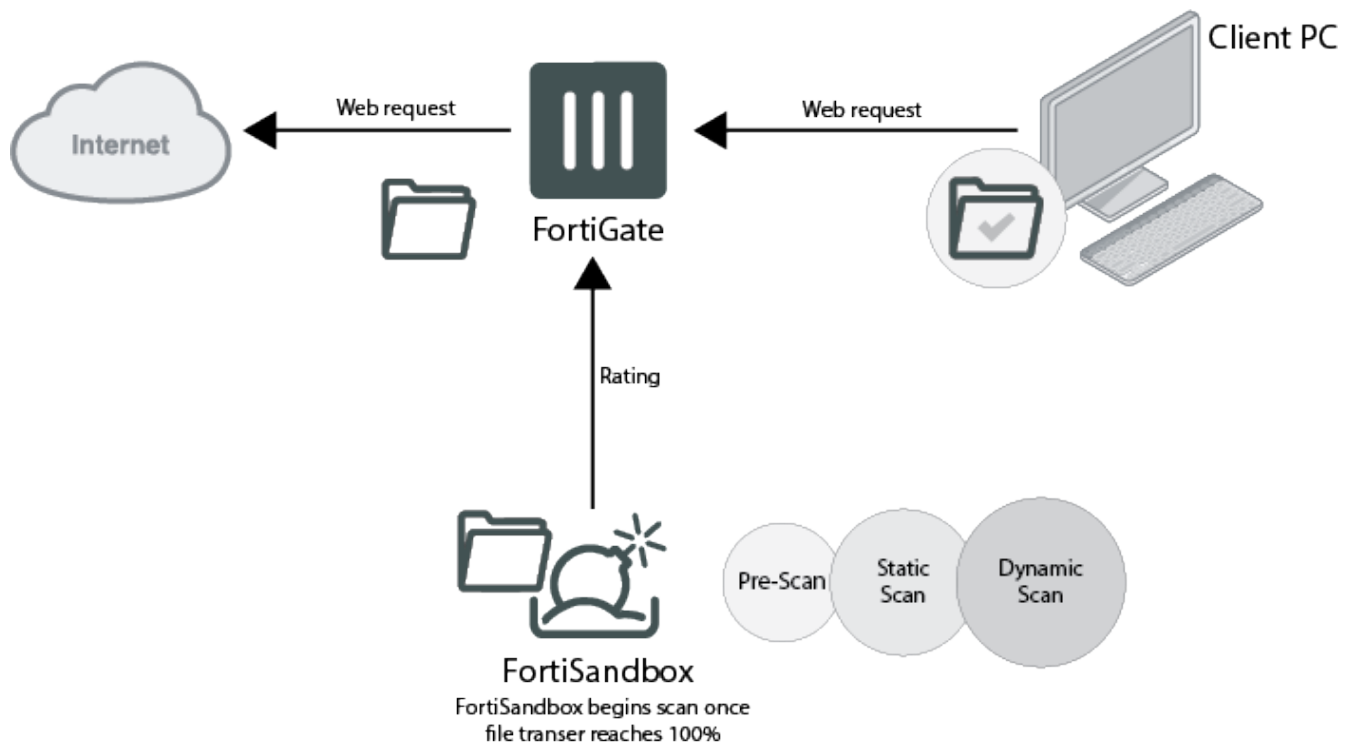 Client PC
Web request
Web request
Internet
FortiGate
Rating
Pre-Scan
Static
Scan
Dynamic
Scan
FortiSandbox
FortiSandbox begins scan once
file transer reaches 100%